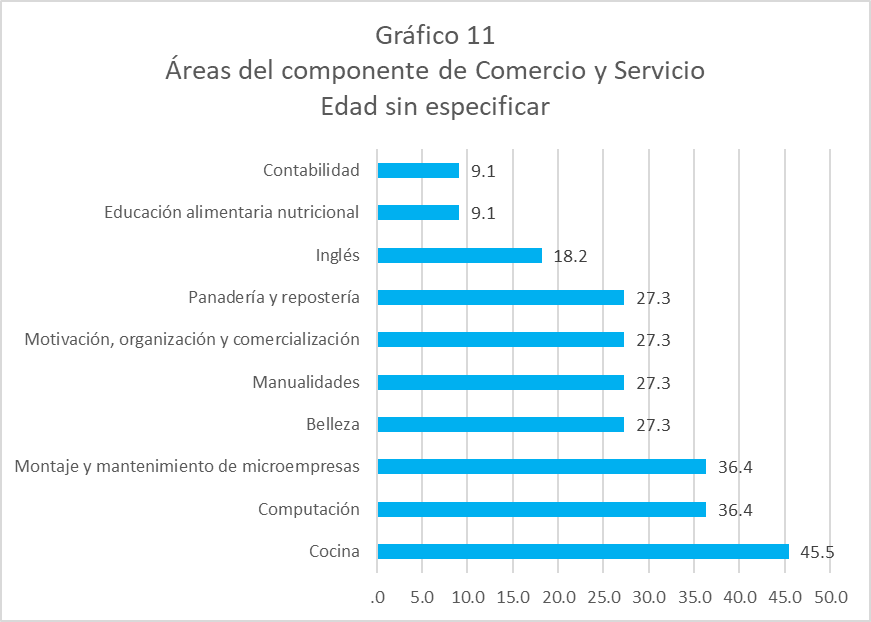 Gráfico 11
Áreas del componente de Comercio y Servicio
Edad sin especificar
Contabilidad 9.1
Educación alimentaria nutricional 9.1
Inglés 18.2
Panadería y repostería 27.3
Motivación, organización y comercialización 27.3
Manualidades 27.3
Belleza 27.3
Montaje y mantenimiento de microempresas 36.4
Computación 36.4
Cocina 45.5
.0 5.0 10.0 15.0 20.0 25.0 30.0 35.0 40.0 45.0 50.0